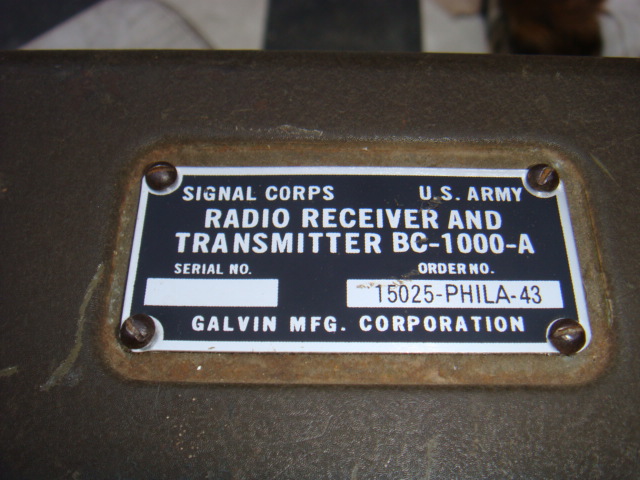 SIGNAL CORPS U.S. ARMY
RADIO RECEIVER AND
TRANSMITTER BC-1000-A
SERIAL NO. ORDER NO.
15025-PHILA-43
GALVIN MFG. CORPORATION